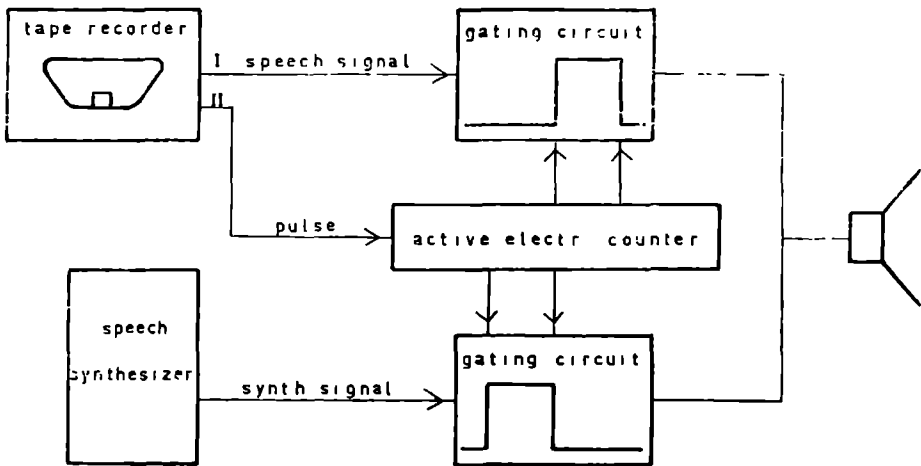 tape recorder
gating circuit
I speech signal
II
pulse
active electr counter
speech
synthesizer
gating circuit
synth signal